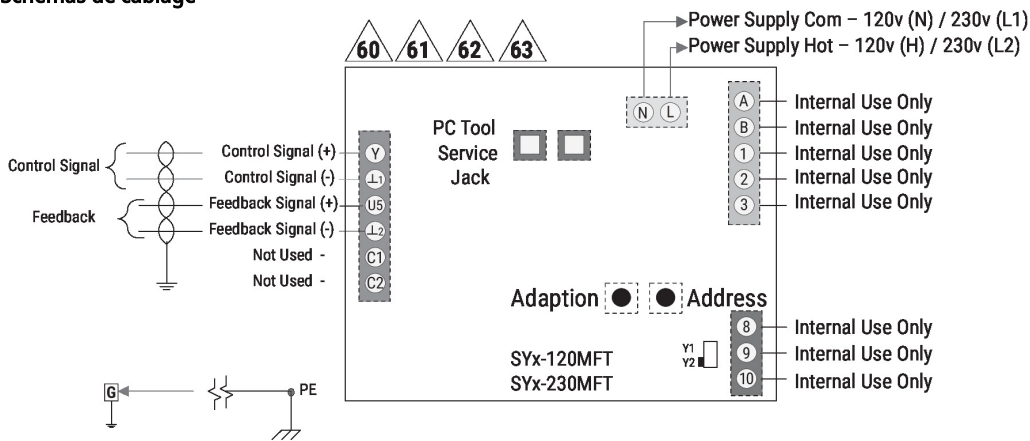 Schémas de câblage
Power Supply Com – 120v (N) / 230v (L1)
Power Supply Hot – 120v (H) / 230v (L2)
60 61 62 63
N L
PC Tool
Service
Jack
A Internal Use Only
B Internal Use Only
1 Internal Use Only
2 Internal Use Only
3 Internal Use Only
Control Signal
Control Signal (+) Y
Control Signal (-) ⊥1
Feedback
Feedback Signal (+) U5
Feedback Signal (-) ⊥2
Not Used - C1
Not Used - C2
Adaption Address
SYx-120MFT
SYx-230MFT
Y1
Y2
8 Internal Use Only
9 Internal Use Only
10 Internal Use Only
G PE